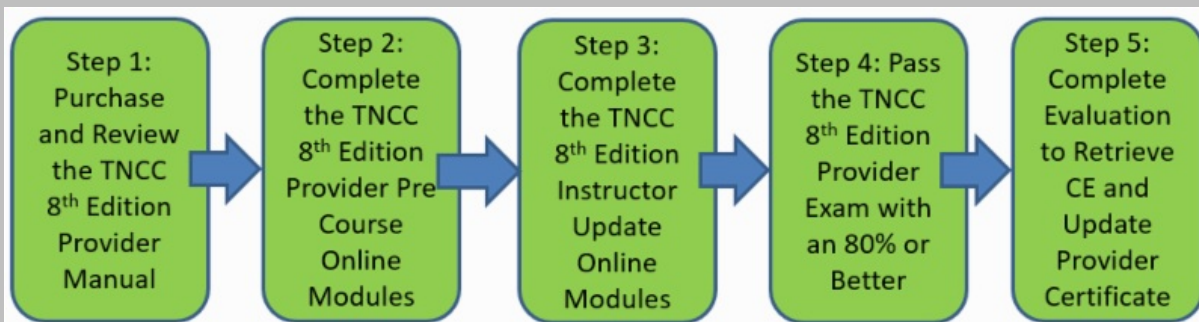 Step 1:
Purchase
and Review
the TNCC
8th Edition
Provider
Manual
Step 2:
Complete
the TNCC
8th Edition
Provider Pre
Course
Online
Modules
Step 3:
Complete
the TNCC
8th Edition
Instructor
Update
Online
Modules
Step 4: Pass
the TNCC
8th Edition
Provider
Exam with
an 80% or
Better
Step 5:
Complete
Evaluation
to Retrieve
CE and
Update
Provider
Certificate